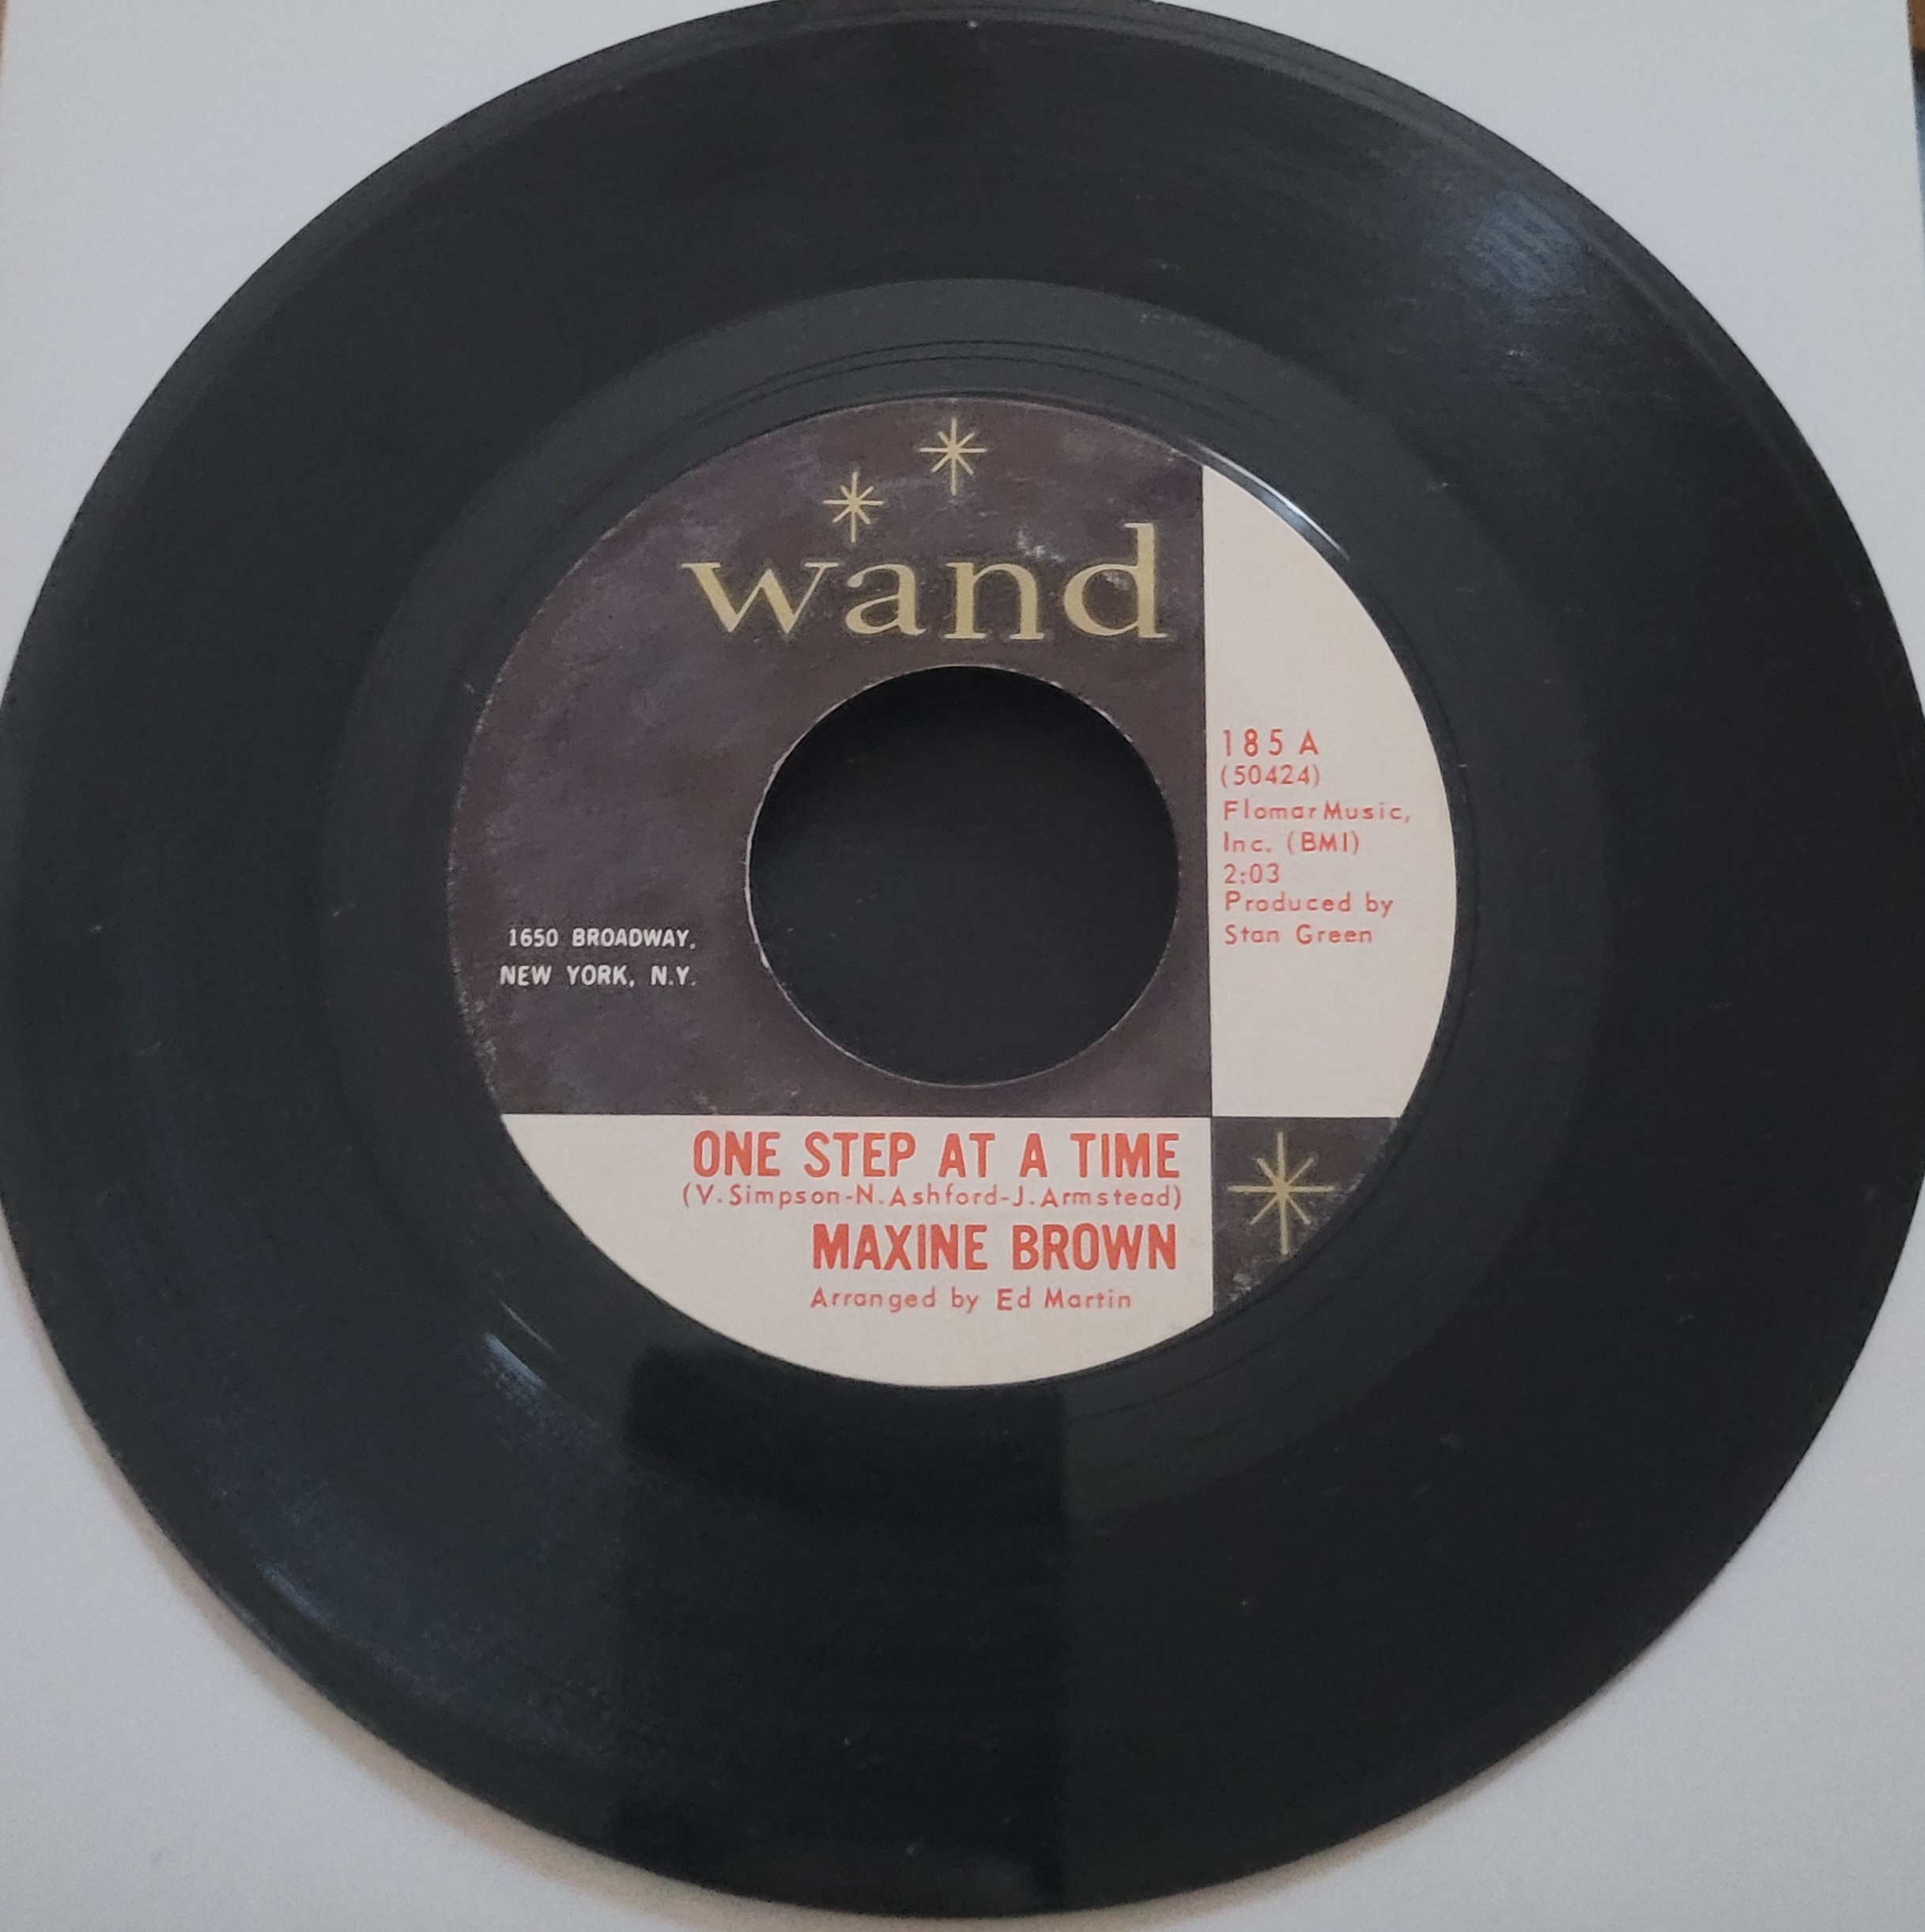 wand
185 A
(50424)
Flomar Music,
Inc. (BMI)
2:03
Produced by
Stan Green
1650 BROADWAY,
NEW YORK, N.Y.
ONE STEP AT A TIME
(V. Simpson-N. Ashford-J. Armstead)
MAXINE BROWN
Arranged by Ed Martin